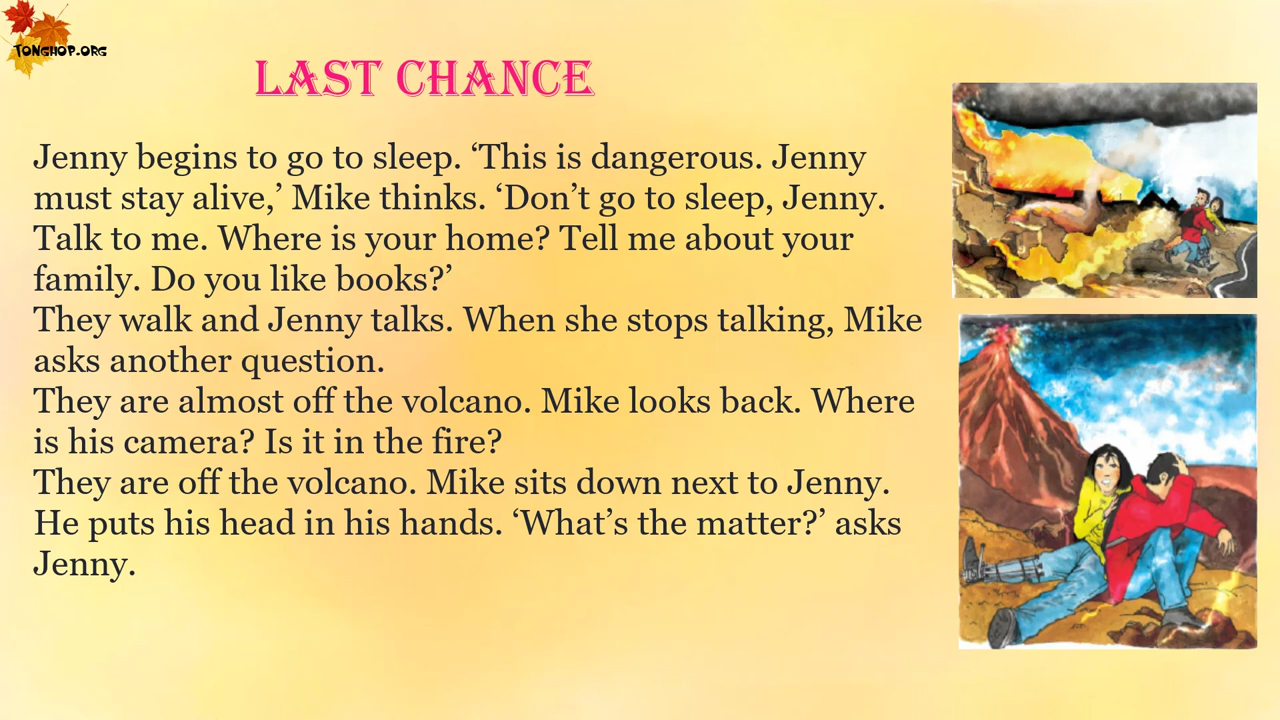 TONGHOP.ORG
LAST CHANCE
Jenny begins to go to sleep. ‘This is dangerous. Jenny
must stay alive,’ Mike thinks. ‘Don’t go to sleep, Jenny.
Talk to me. Where is your home? Tell me about your
family. Do you like books?’
They walk and Jenny talks. When she stops talking, Mike
asks another question.
They are almost off the volcano. Mike looks back. Where
is his camera? Is it in the fire?
They are off the volcano. Mike sits down next to Jenny.
He puts his head in his hands. ‘What’s the matter?’ asks
Jenny.